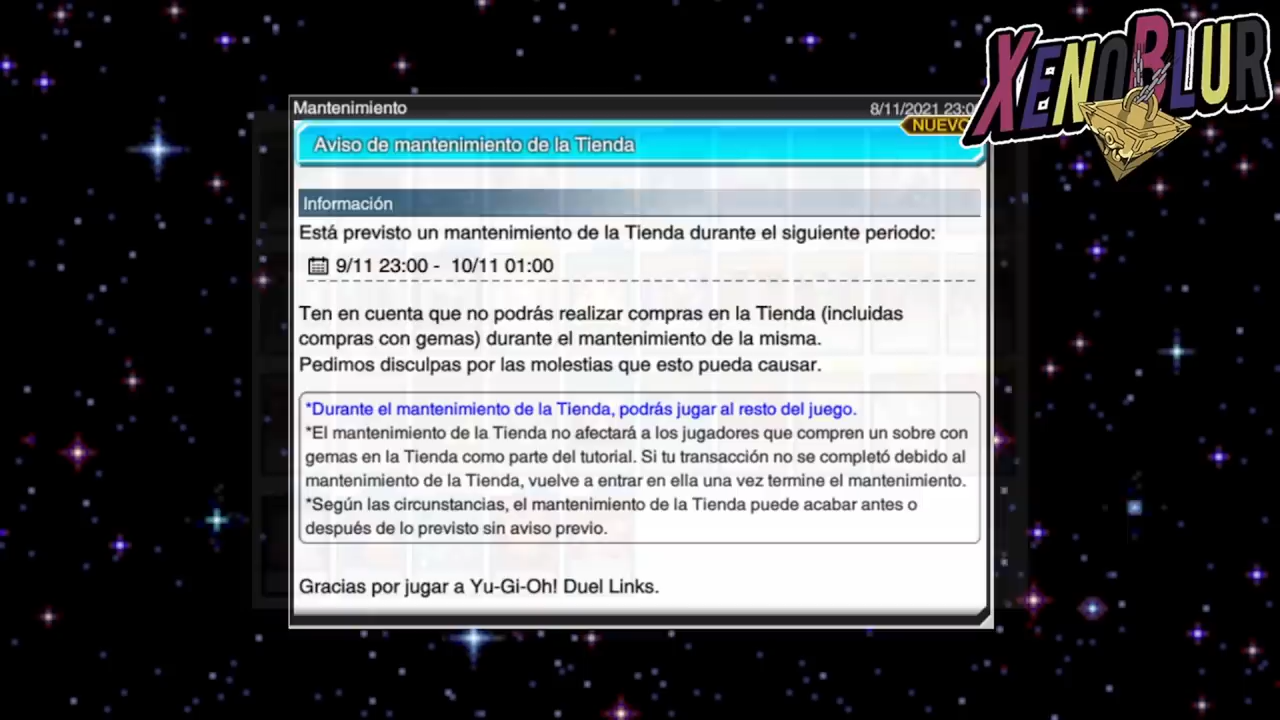 XENOBLUR
Mantenimiento
8/11/2021 23:0
NUEVO
Aviso de mantenimiento de la Tienda
Información
Está previsto un mantenimiento de la Tienda durante el siguiente periodo:
9/11 23:00 - 10/11 01:00
Ten en cuenta que no podrás realizar compras en la Tienda (incluidas
compras con gemas) durante el mantenimiento de la misma.
Pedimos disculpas por las molestias que esto pueda causar.
*Durante el mantenimiento de la Tienda, podrás jugar al resto del juego.
*El mantenimiento de la Tienda no afectará a los jugadores que compren un sobre con
gemas en la Tienda como parte del tutorial. Si tu transacción no se completó debido al
mantenimiento de la Tienda, vuelve a entrar en ella una vez termine el mantenimiento.
*Según las circunstancias, el mantenimiento de la Tienda puede acabar antes o
después de lo previsto sin aviso previo.
Gracias por jugar a Yu-Gi-Oh! Duel Links.